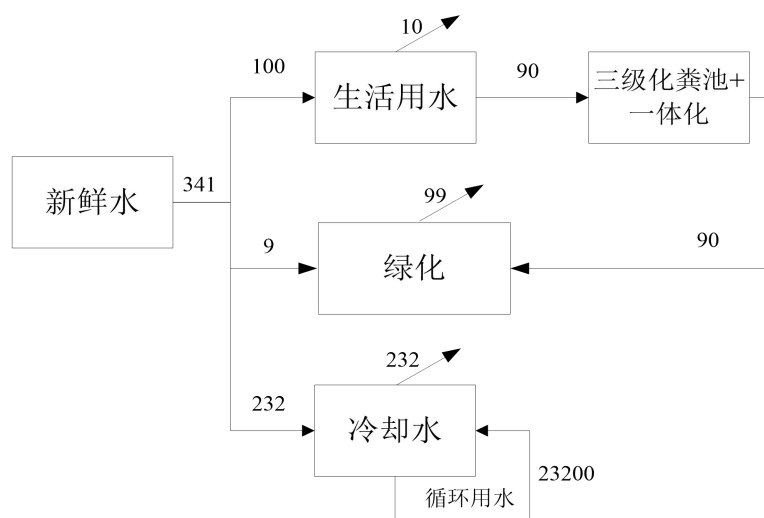 10
100
生活用水
90
三级化粪池+
一体化
新鲜水
341
99
9
绿化
90
232
232
冷却水
23200
循环用水